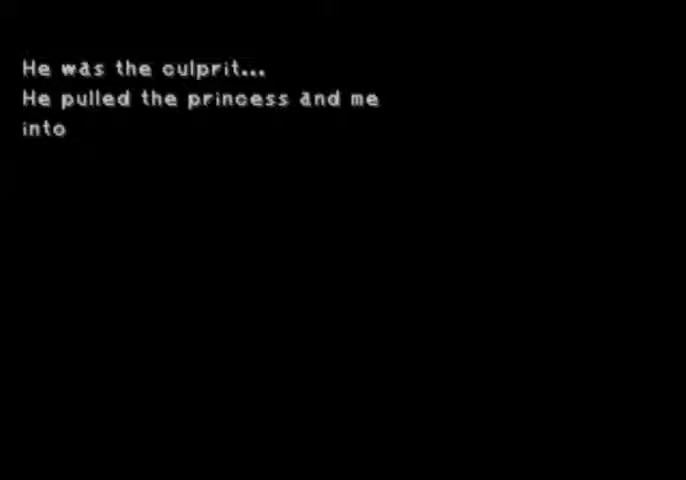 He was the culprit...
He pulled the princess and me
into